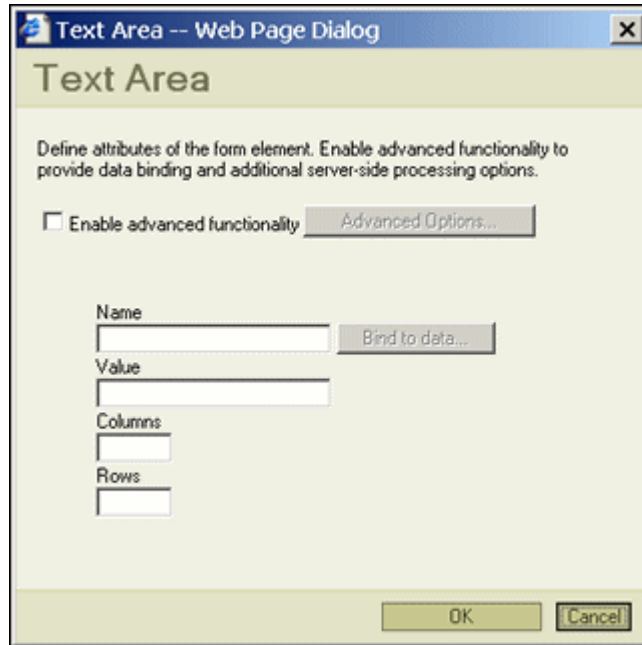 Text Area -- Web Page Dialog
Text Area
Define attributes of the form element. Enable advanced functionality to
provide data binding and additional server-side processing options.
Enable advanced functionality Advanced Options...
Name
Bind to data...
Value
Columns
Rows
OK Cancel